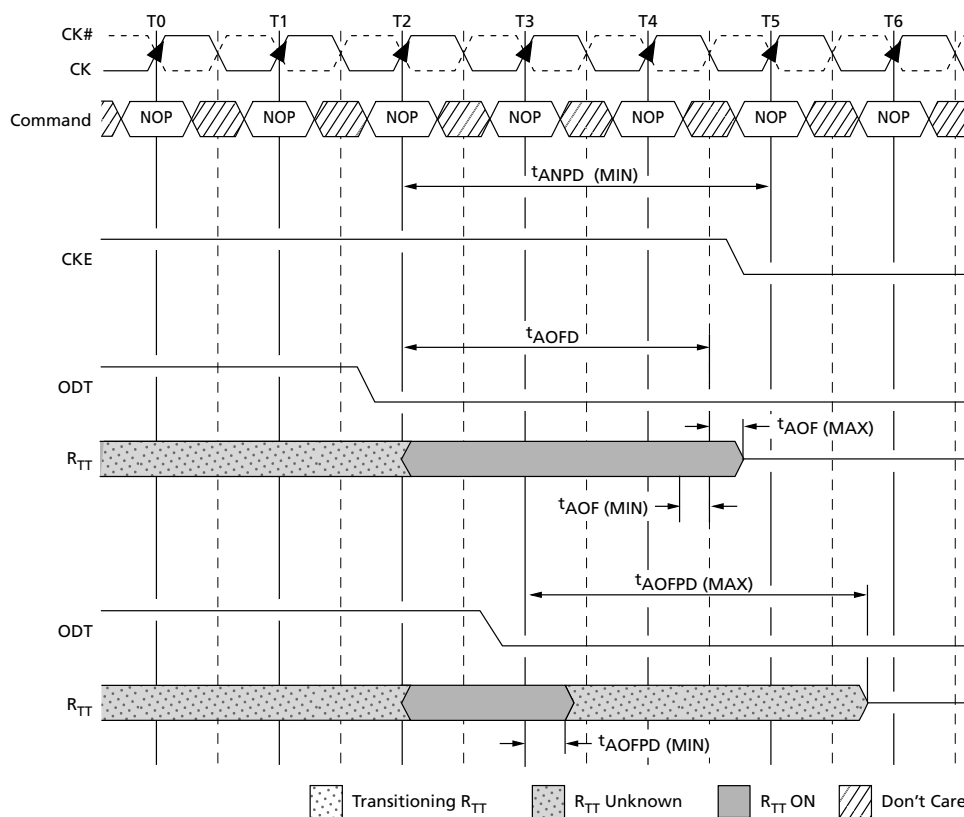 T0 T1 T2 T3 T4 T5 T6
CK#
CK
Command NOP NOP NOP NOP NOP NOP NOP
tANPD (MIN)
CKE
tAOFD
ODT
tAOF (MAX)
RTT
tAOF (MIN)
tAOFPD (MAX)
ODT
RTT
tAOFPD (MIN)
Transitioning RTT RTT Unknown RTT ON Don't Care